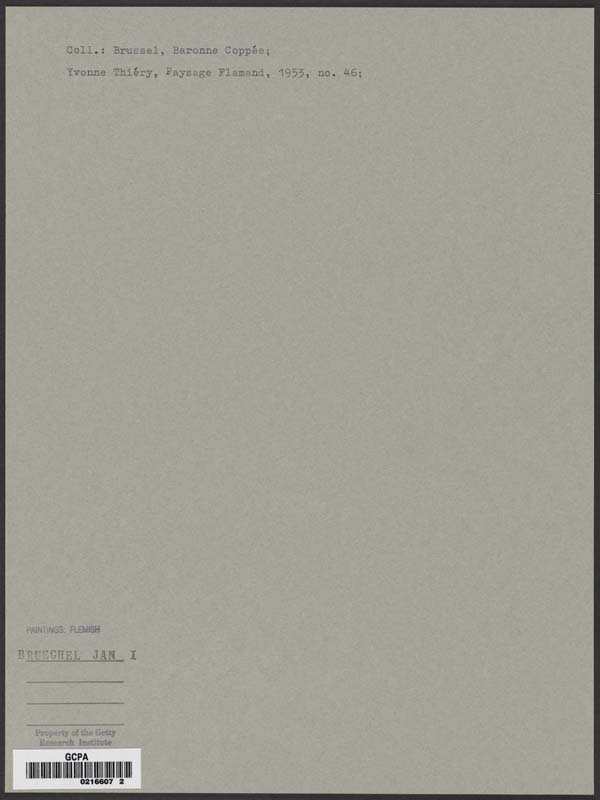 Coll.: Brussel, Baronne Coppée;
Yvonne Thiéry, Paysage Flamand, 1953, no. 46;
PAINTINGS: FLEMISH
BRUEGHEL JAN I
Property of the Getty
Research Institute
GCPA
0216607 2